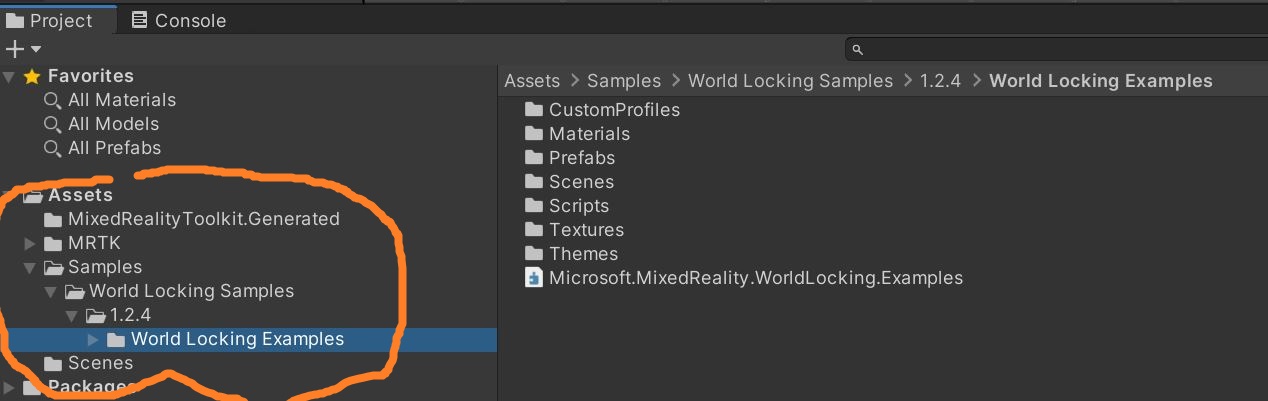 Project Console
Favorites
All Materials
All Models
All Prefabs
Assets
MixedRealityToolkit.Generated
MRTK
Samples
World Locking Samples
1.2.4
World Locking Examples
Scenes
Packages
Assets > Samples > World Locking Samples > 1.2.4 > World Locking Examples
CustomProfiles
Materials
Prefabs
Scenes
Scripts
Textures
Themes
Microsoft.MixedReality.WorldLocking.Examples